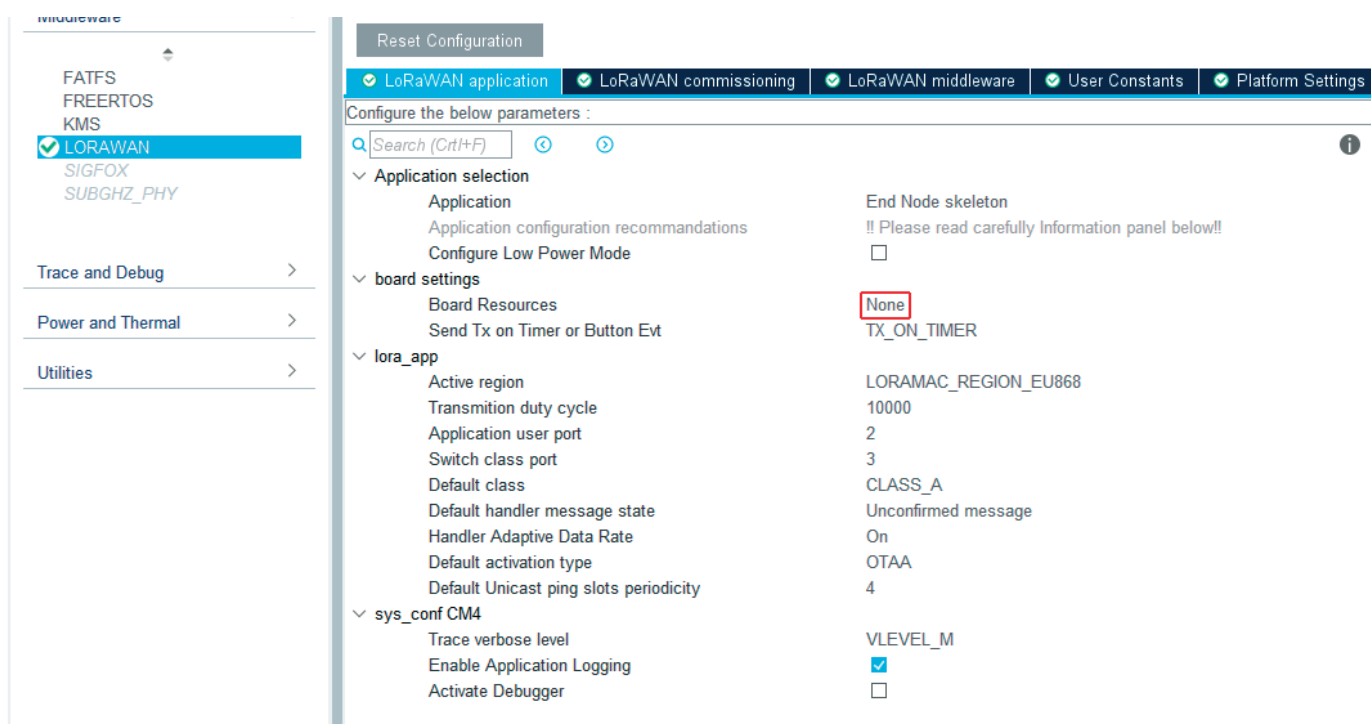 Middleware
FATFS
FREERTOS
KMS
LORAWAN
SIGFOX
SUBGHZ_PHY
Trace and Debug
Power and Thermal
Utilities
Reset Configuration
LoRaWAN application LoRaWAN commissioning LoRaWAN middleware User Constants Platform Settings
Configure the below parameters :
Search (Crtl+F)
Application selection
Application End Node skeleton
Application configuration recommandations !! Please read carefully Information panel below!!
Configure Low Power Mode
board settings
Board Resources None
Send Tx on Timer or Button Evt TX_ON_TIMER
lora_app
Active region LORAMAC_REGION_EU868
Transmition duty cycle 10000
Application user port 2
Switch class port 3
Default class CLASS_A
Default handler message state Unconfirmed message
Handler Adaptive Data Rate On
Default activation type OTAA
Default Unicast ping slots periodicity 4
sys_conf CM4
Trace verbose level VLEVEL_M
Enable Application Logging
Activate Debugger